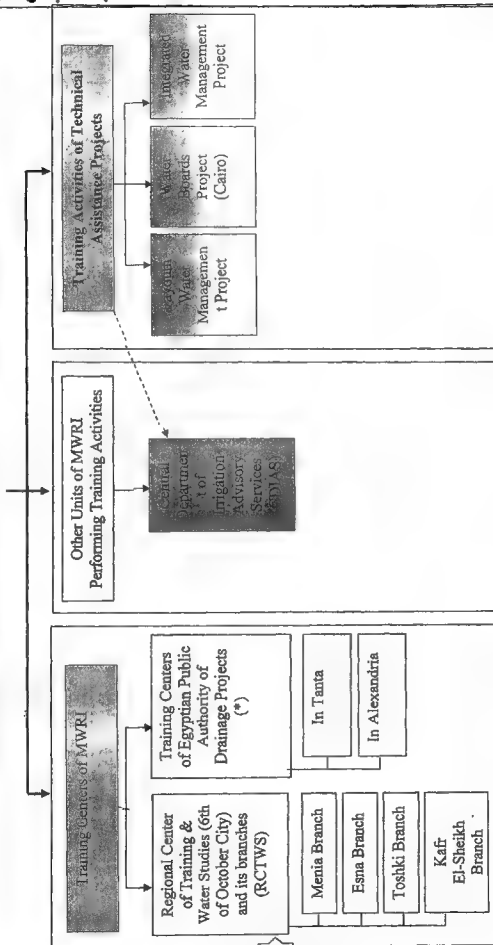 Training Centers of MWRI
Regional Center
of Training &
Water Studies (6th
of October City)
and its branches
(RCTWS)
Menia Branch
Esna Branch
Toshki Branch
Kafr
El-Sheikh
Branch
Training Centers
of Egyptian Public
Authority of
Drainage Projects
(*)
In Tanta
In Alexandria
Other Units of MWRI
Performing Training Activities
Central
Departmen
t of
Irrigation
Advisory
Services
Training Activities of Technical
Assistance Projects
Water
Managemen
t Project
Water
Boards
Project
(Cairo)
Integrated
Water
Management
Project